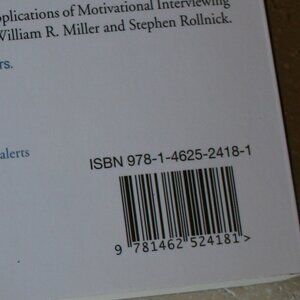 pplications of Motivational Interviewing
William R. Miller and Stephen Rollnick.
rs.
alerts
ISBN 978-1-4625-2418-1
9 781462 524181 >